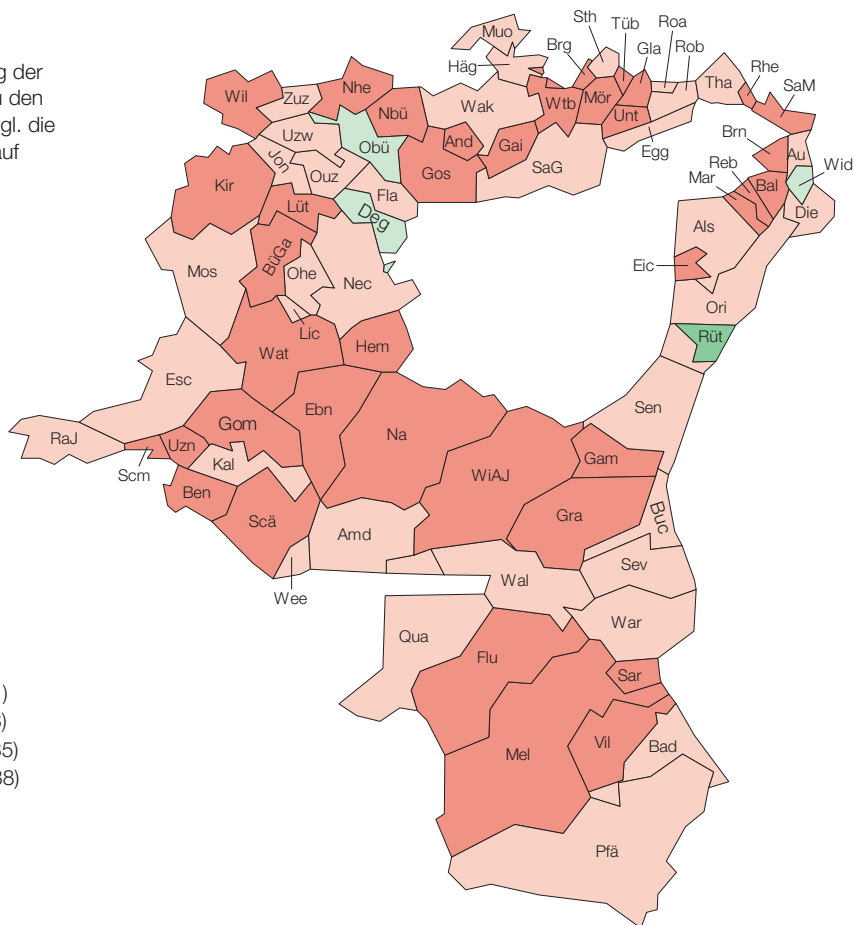 g der
den
gl. die
auf
Muo
Sth
Tüb
Roa
Brg
Gla
Rob
Häg
Tha
Rhe
SaM
Wil
Zuz
Nhe
Nbü
Wak
Wtb
Mör
Unt
Egg
Uzw
Obü
And
Gai
SaG
Gos
Jon
Ouz
Fla
Kir
Lüt
Deg
Brn
Au
Wid
Reb
Mar
Bal
Die
Als
Eic
Ori
Rüt
Mos
BüGa
Ohe
Nec
Lic
Wat
Hem
Esc
Ebn
Na
Sen
RaJ
Gom
Uzn
Kal
Scm
Ben
Scä
Amd
WiAJ
Gam
Gra
Buc
Wee
Wal
Sev
War
Qua
Flu
Sar
Mel
Vil
Bad
Pfä
)
)
35)
38)